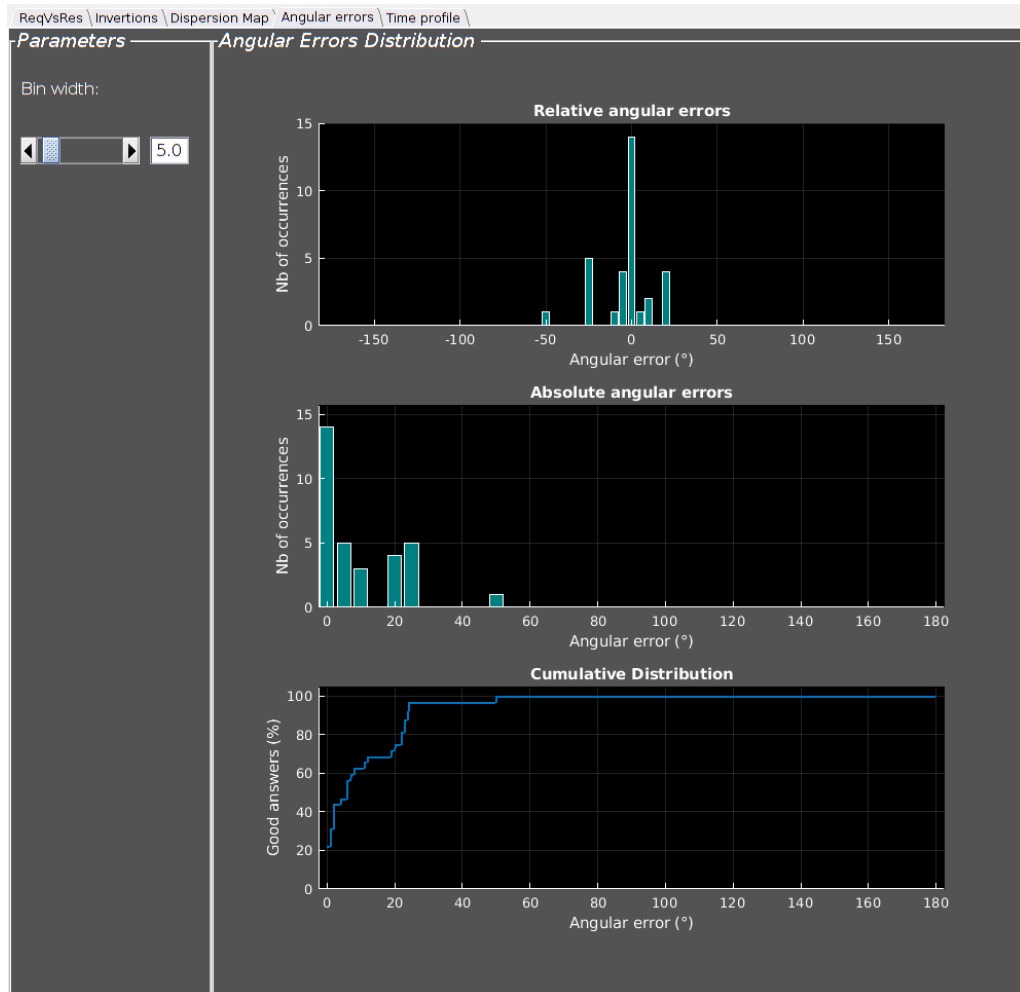 ReqVsRes Invertions Dispersion Map Angular errors Time profile
Parameters
Bin width:
5.0
Angular Errors Distribution
Relative angular errors
15
10
5
0
Nb of occurrences
-150 -100 -50 0 50 100 150
Angular error (°)
Absolute angular errors
15
10
5
0
Nb of occurrences
0 20 40 60 80 100 120 140 160 180
Angular error (°)
Cumulative Distribution
100
80
60
40
20
0
Good answers (%)
0 20 40 60 80 100 120 140 160 180
Angular error (°)